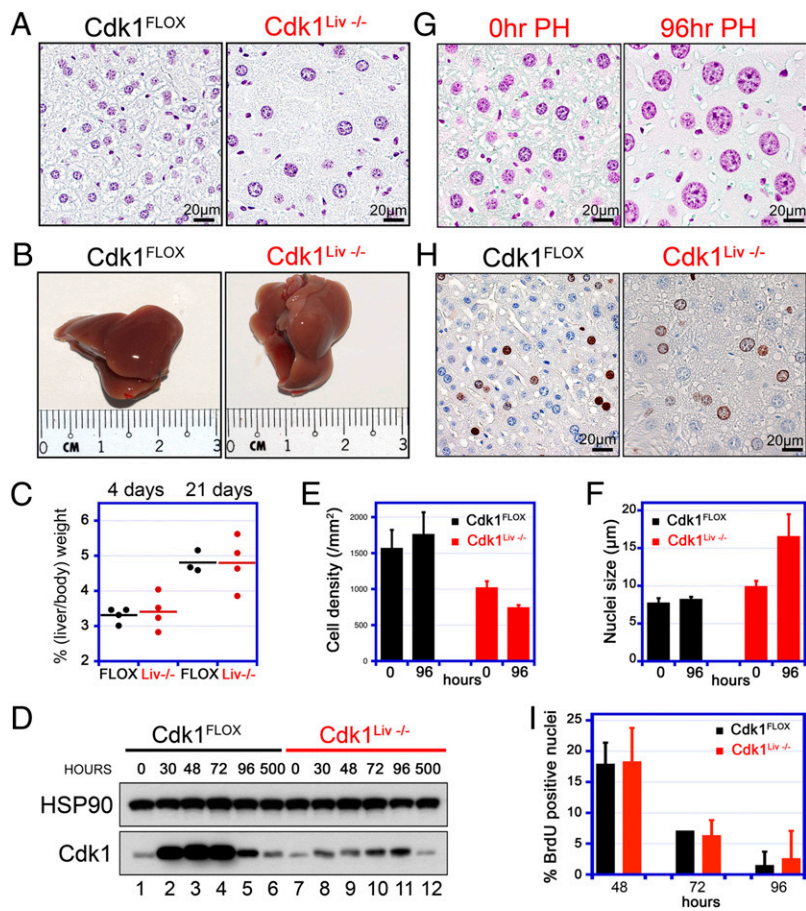 A
Cdk1FLOX
Cdk1Liv -/-
20µm
20µm
B
Cdk1FLOX
Cdk1Liv -/-
0 CM 1 2 3
0 CM 1 2 3
C
4 days
21 days
% (liver/body) weight
6
5
4
3
2
FLOX Liv-/- FLOX Liv-/-
D
Cdk1FLOX
Cdk1Liv -/-
HOURS 0 30 48 72 96 500 0 30 48 72 96 500
HSP90
Cdk1
1 2 3 4 5 6 7 8 9 10 11 12
E
Cdk1FLOX
Cdk1Liv-/-
Cell density (/mm2)
2000
1500
1000
500
0
0 96 0 96
hours
G
0hr PH
96hr PH
20µm
20µm
H
Cdk1FLOX
Cdk1Liv -/-
20µm
20µm
F
Cdk1FLOX
Cdk1Liv-/-
Nuclei size (µm)
20
15
10
5
0
0 96 0 96
hours
I
Cdk1FLOX
Cdk1Liv-/-
% BrdU positive nuclei
25
20
15
10
5
0
48 72 96
hours